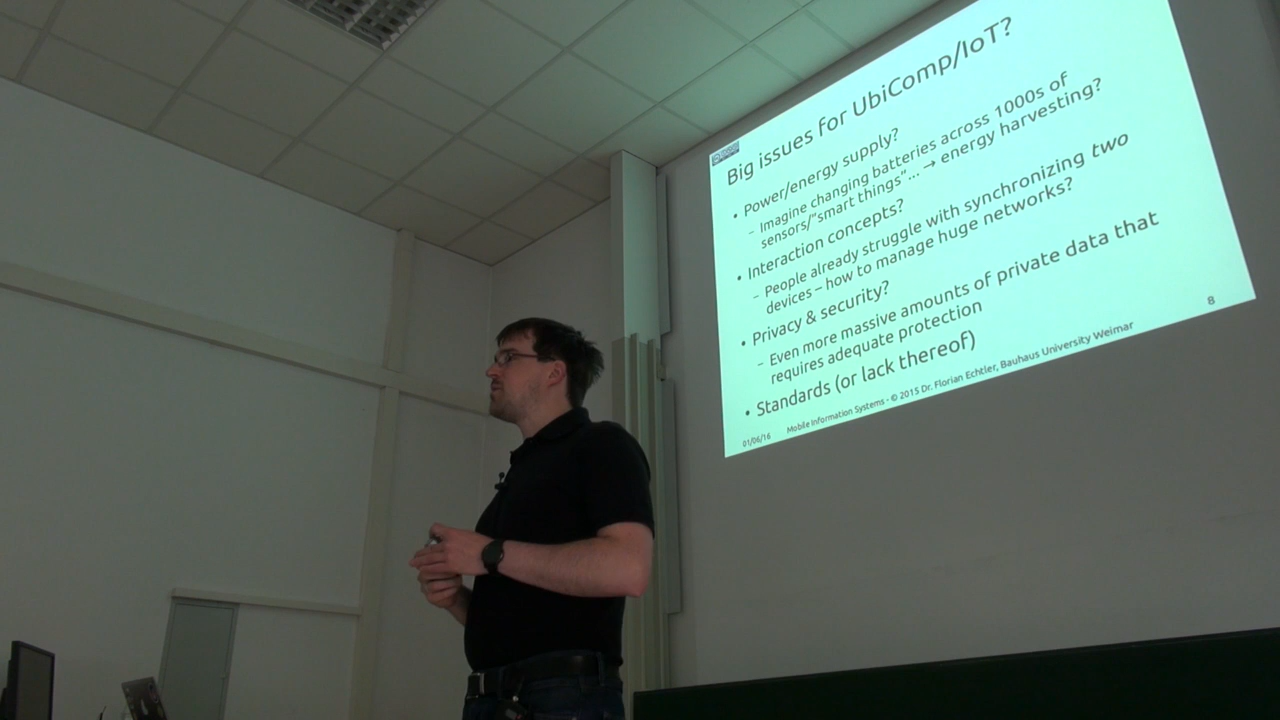 Big issues for UbiComp/IoT?
• Power/energy supply?
– Imagine changing batteries across 1000s of
sensors/"smart things"... → energy harvesting?
• Interaction concepts?
– People already struggle with synchronizing two
devices – how to manage huge networks?
• Privacy & security?
– Even more massive amounts of private data that
requires adequate protection
• Standards (or lack thereof)
01/06/16 Mobile Information Systems - © 2015 Dr. Florian Echtler, Bauhaus University Weimar 8